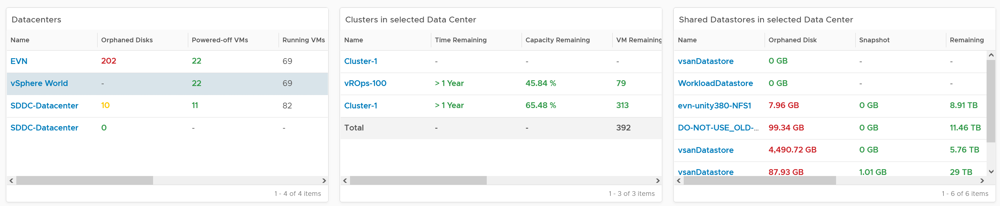 Datacenters
Name Orphaned Disks Powered-off VMs Running VMs
EVN 202 22 69
vSphere World - 22 69
SDDC-Datacenter 10 11 82
SDDC-Datacenter 0 - -
1 - 4 of 4 items
Clusters in selected Data Center
Name Time Remaining Capacity Remaining VM Remaining
Cluster-1 - - -
vROps-100 > 1 Year 45.84 % 79
Cluster-1 > 1 Year 65.48 % 313
Total - - 392
1 - 3 of 3 items
Shared Datastores in selected Data Center
Name Orphaned Disk Snapshot Remaining
vsanDatastore 0 GB - -
WorkloadDatastore 0 GB - -
evn-unity380-NFS1 7.96 GB 0 GB 8.91 TB
DO-NOT-USE_OLD-... 99.34 GB 0 GB 11.46 TB
vsanDatastore 4,490.72 GB 0 GB 5.76 TB
vsanDatastore 87.93 GB 1.01 GB 29 TB
1 - 6 of 6 items